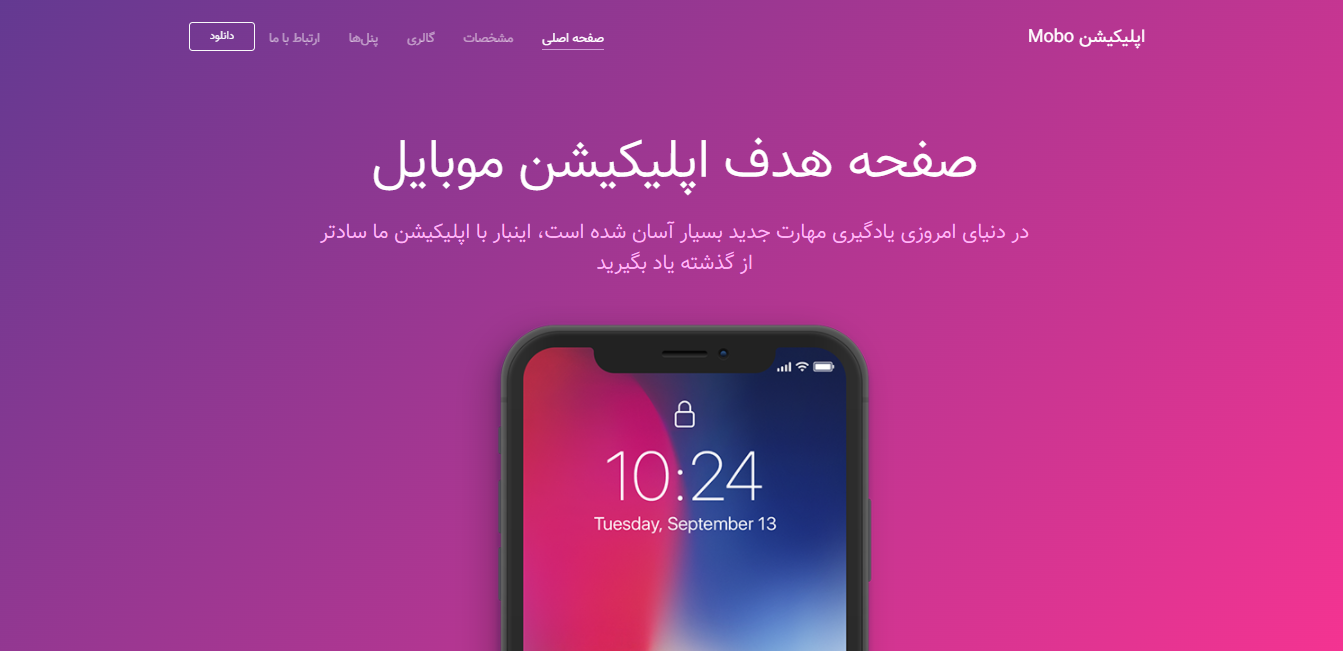 اپلیکیشن Mobo
صفحه اصلی
مشخصات
گالری
پنل‌ها
ارتباط با ما
دانلود
صفحه هدف اپلیکیشن موبایل
در دنیای امروزی یادگیری مهارت جدید بسیار آسان شده است، اینبار با اپلیکیشن ما سادتر
از گذشته یاد بگیرید
10:24
Tuesday, September 13